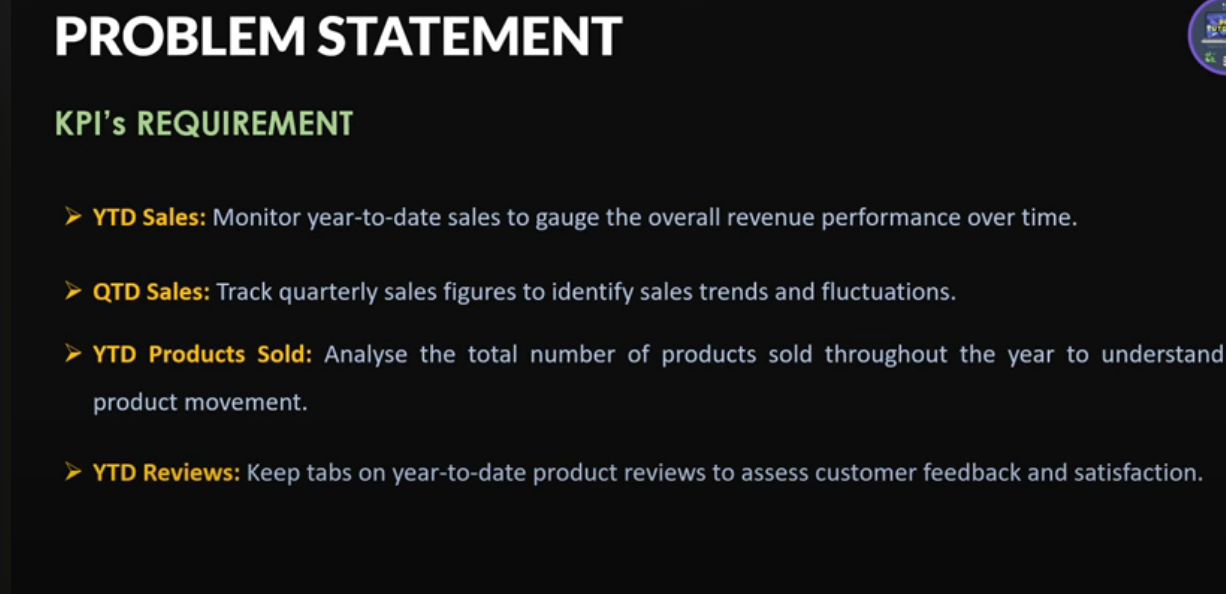 PROBLEM STATEMENT
KPI's REQUIREMENT
YTD Sales: Monitor year-to-date sales to gauge the overall revenue performance over time.
QTD Sales: Track quarterly sales figures to identify sales trends and fluctuations.
YTD Products Sold: Analyse the total number of products sold throughout the year to understand
product movement.
YTD Reviews: Keep tabs on year-to-date product reviews to assess customer feedback and satisfaction.